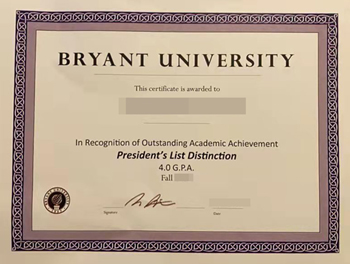 BRYANT UNIVERSITY
This certificate is awarded to
In Recognition of Outstanding Academic Achievement
President's List Distinction
4.0 G.P.A.
Fall
Signature
Date